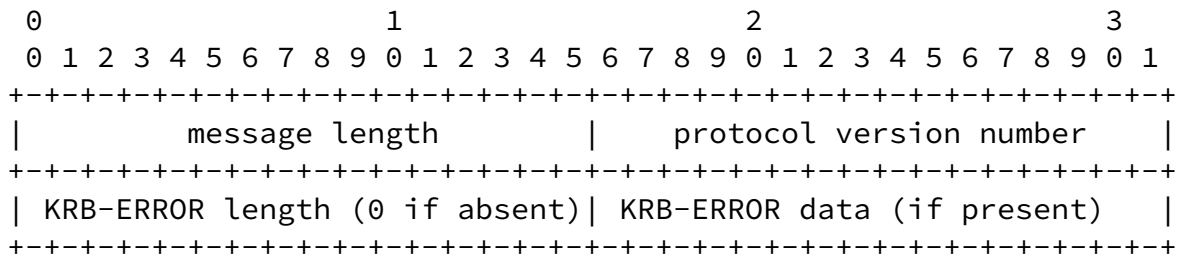 0                   1                   2                   3
 0 1 2 3 4 5 6 7 8 9 0 1 2 3 4 5 6 7 8 9 0 1 2 3 4 5 6 7 8 9 0 1
+-+-+-+-+-+-+-+-+-+-+-+-+-+-+-+-+-+-+-+-+-+-+-+-+-+-+-+-+-+-+-+-+
|         message length        |    protocol version number    |
+-+-+-+-+-+-+-+-+-+-+-+-+-+-+-+-+-+-+-+-+-+-+-+-+-+-+-+-+-+-+-+-+
| KRB-ERROR length (0 if absent)| KRB-ERROR data (if present)   |
+-+-+-+-+-+-+-+-+-+-+-+-+-+-+-+-+-+-+-+-+-+-+-+-+-+-+-+-+-+-+-+-+